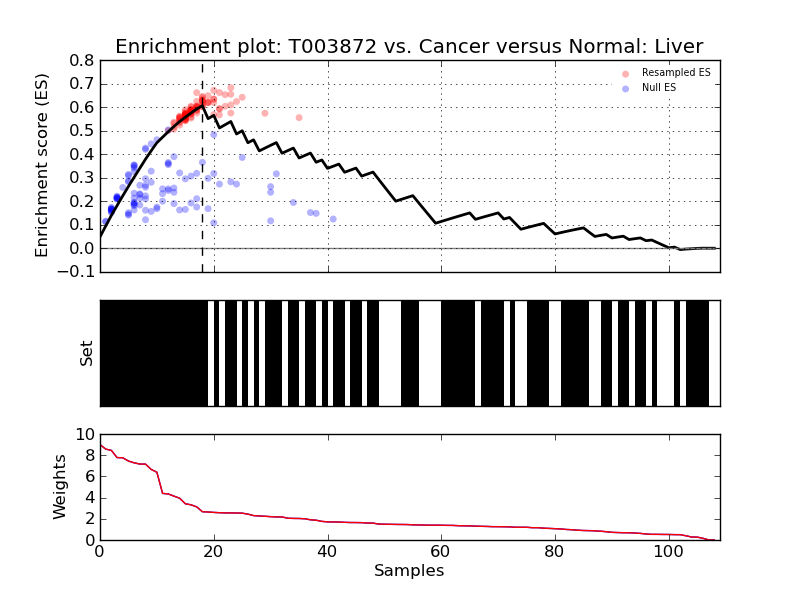 Enrichment plot: T003872 vs. Cancer versus Normal: Liver
Enrichment score (ES)
0.8
0.7
0.6
0.5
0.4
0.3
0.2
0.1
0.0
−0.1
Resampled ES
Null ES
Set
Weights
10
8
6
4
2
0
0 20 40 60 80 100
Samples